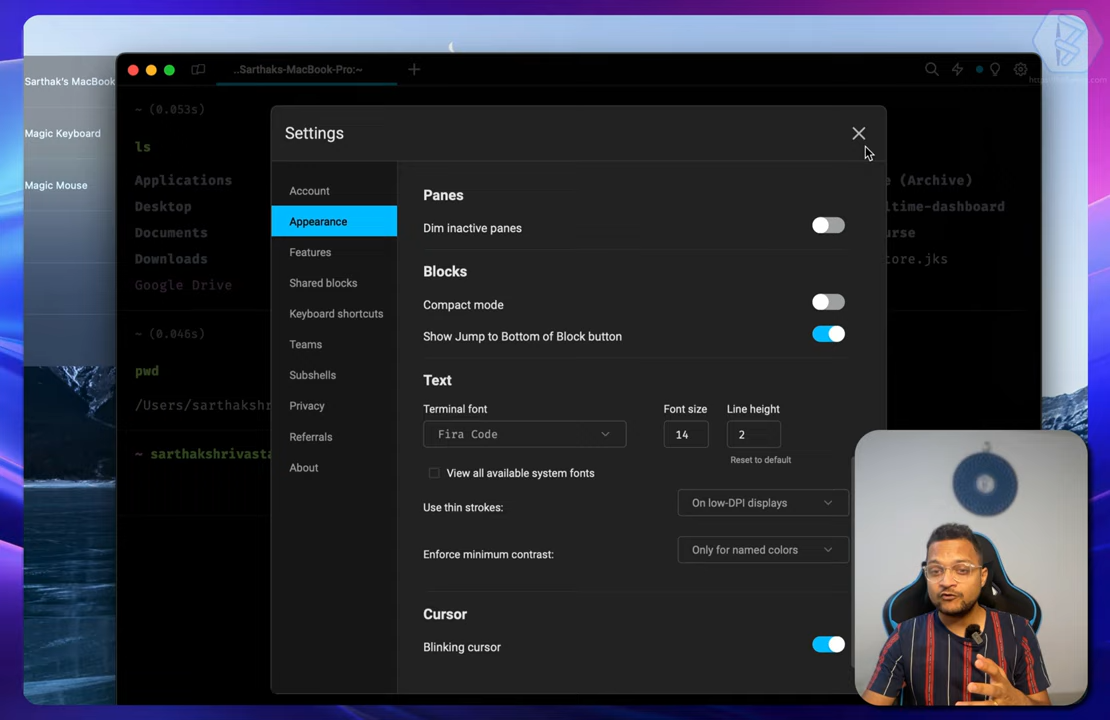 Sarthak's MacBook
Magic Keyboard
Magic Mouse
..Sarthaks-MacBook-Pro:~
~ (0.053s)
ls
Applications
Desktop
Documents
Downloads
Google Drive
(Archive)
ltime-dashboard
urse
ore.jks
~ (0.046s)
pwd
/Users/sarthakshr
~ sarthakshrivasta
Settings
Account
Appearance
Features
Shared blocks
Keyboard shortcuts
Teams
Subshells
Privacy
Referrals
About
Panes
Dim inactive panes
Blocks
Compact mode
Show Jump to Bottom of Block button
Text
Terminal font
Font size
Line height
Fira Code
14
2
Reset to default
View all available system fonts
Use thin strokes:
On low-DPI displays
Enforce minimum contrast:
Only for named colors
Cursor
Blinking cursor